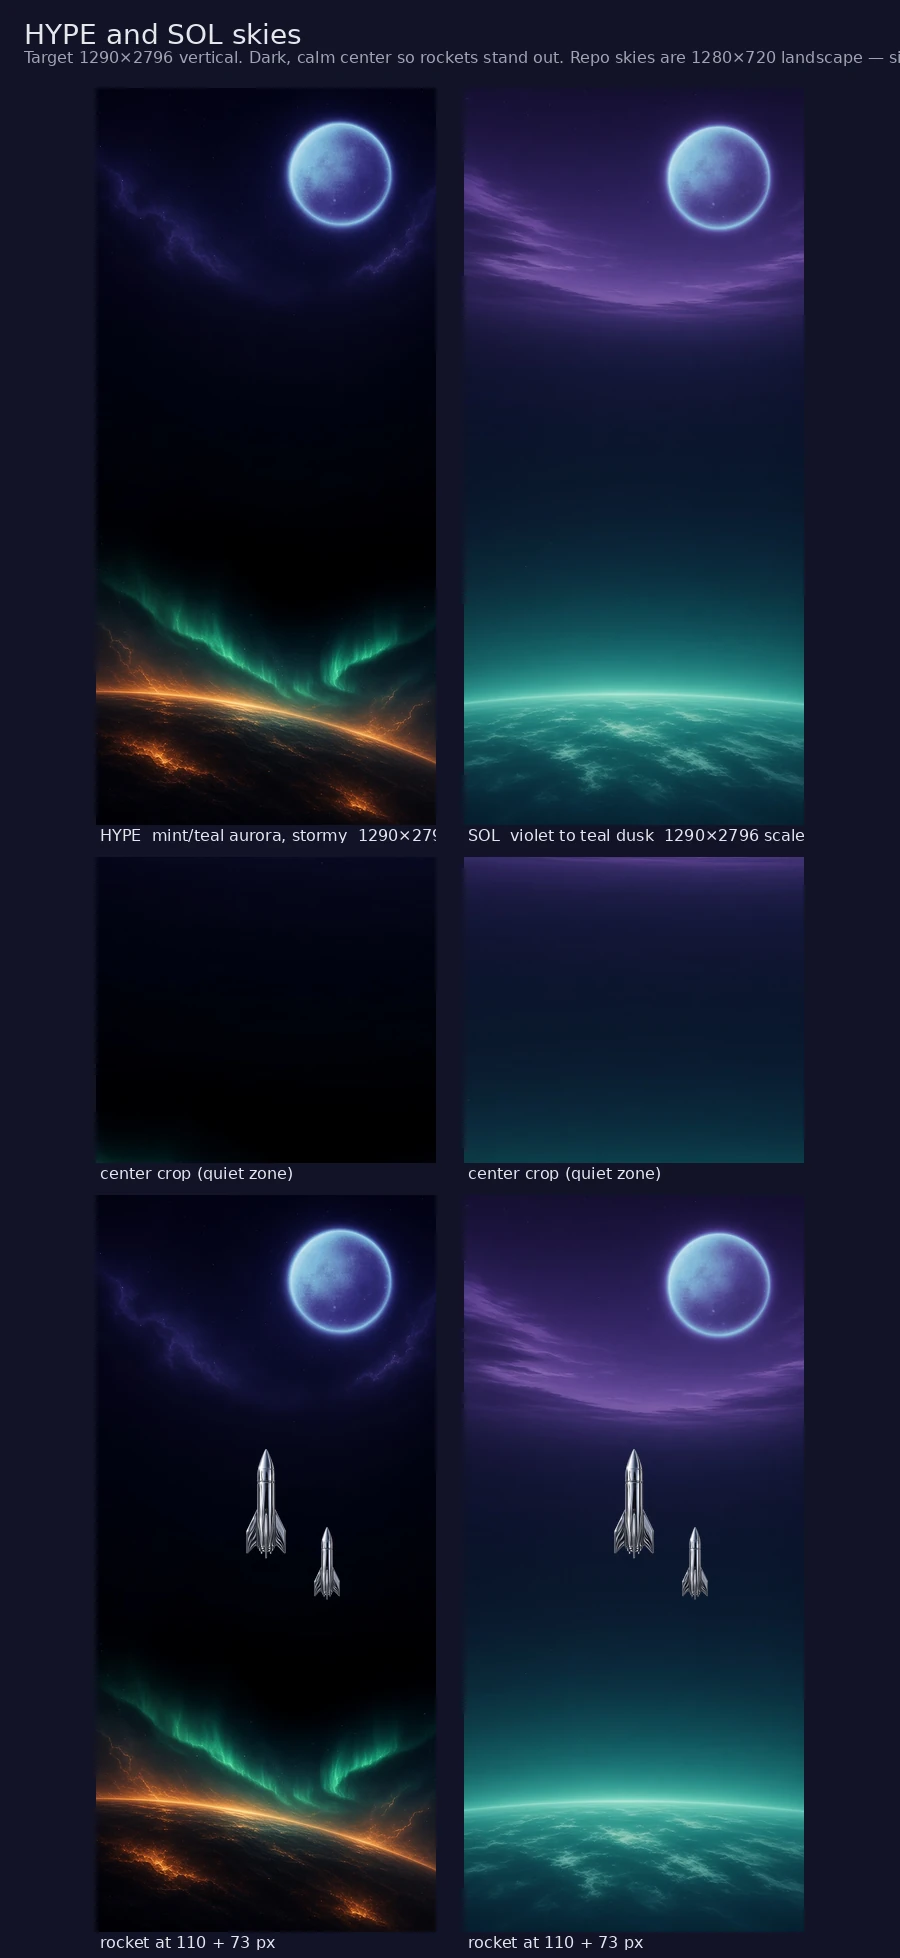 HYPE and SOL skies
Target 1290×2796 vertical. Dark, calm center so rockets stand out. Repo skies are 1280×720 landscape — si
HYPE  mint/teal aurora, stormy  1290×279
SOL  violet to teal dusk  1290×2796 scale
center crop (quiet zone)
center crop (quiet zone)
rocket at 110 + 73 px
rocket at 110 + 73 px